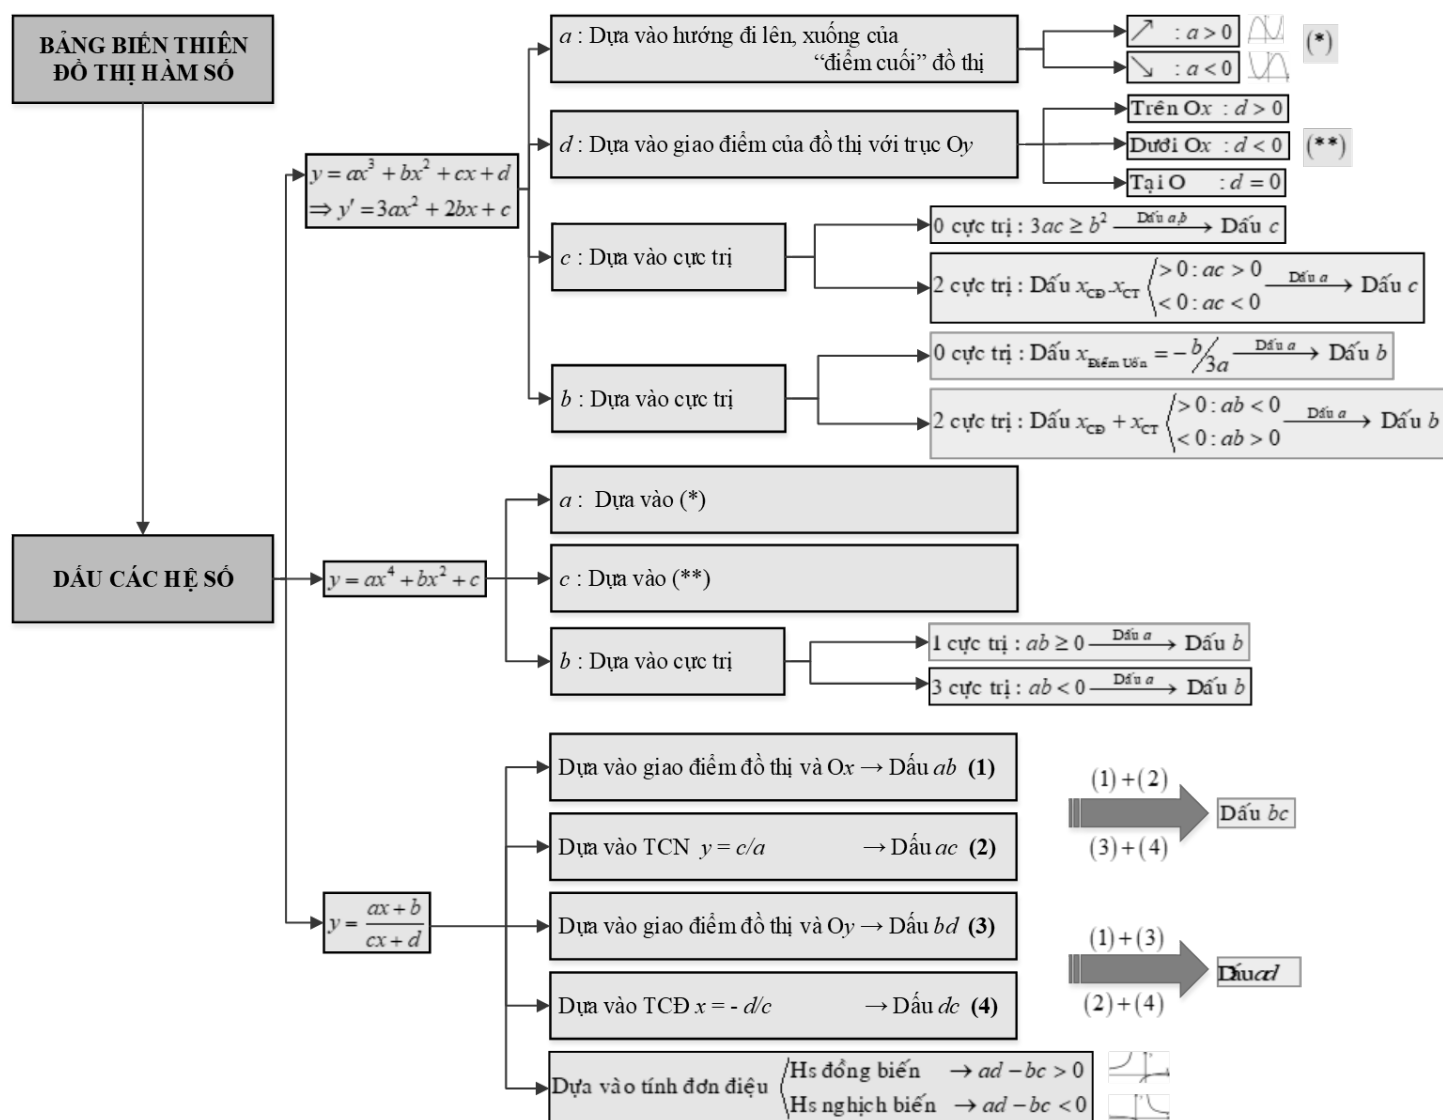 BẢNG BIẾN THIÊN
ĐỒ THỊ HÀM SỐ
DẤU CÁC HỆ SỐ
y = ax³ + bx² + cx + d
⇒ y′ = 3ax² + 2bx + c
a : Dựa vào hướng đi lên, xuống của
“điểm cuối” đồ thị
↗ : a > 0
↘ : a < 0
(*)
d : Dựa vào giao điểm của đồ thị với trục Oy
Trên Ox : d > 0
Dưới Ox : d < 0
Tại O : d = 0
(**)
c : Dựa vào cực trị
0 cực trị : 3ac ≥ b² —Dấu a,b→ Dấu c
2 cực trị : Dấu x_CĐ . x_CT { > 0 : ac > 0
< 0 : ac < 0 —Dấu a→ Dấu c
b : Dựa vào cực trị
0 cực trị : Dấu x_Điểm Uốn = −b/3a —Dấu a→ Dấu b
2 cực trị : Dấu x_CĐ + x_CT { > 0 : ab < 0
< 0 : ab > 0 —Dấu a→ Dấu b
y = ax⁴ + bx² + c
a : Dựa vào (*)
c : Dựa vào (**)
b : Dựa vào cực trị
1 cực trị : ab ≥ 0 —Dấu a→ Dấu b
3 cực trị : ab < 0 —Dấu a→ Dấu b
y = (ax + b)/(cx + d)
Dựa vào giao điểm đồ thị và Ox → Dấu ab (1)
Dựa vào TCN y = c/a → Dấu ac (2)
Dựa vào giao điểm đồ thị và Oy → Dấu bd (3)
Dựa vào TCĐ x = - d/c → Dấu dc (4)
Dựa vào tính đơn điệu { Hs đồng biến → ad − bc > 0
Hs nghịch biến → ad − bc < 0
(1) + (2)
(3) + (4)
Dấu bc
(1) + (3)
(2) + (4)
Dấu ad